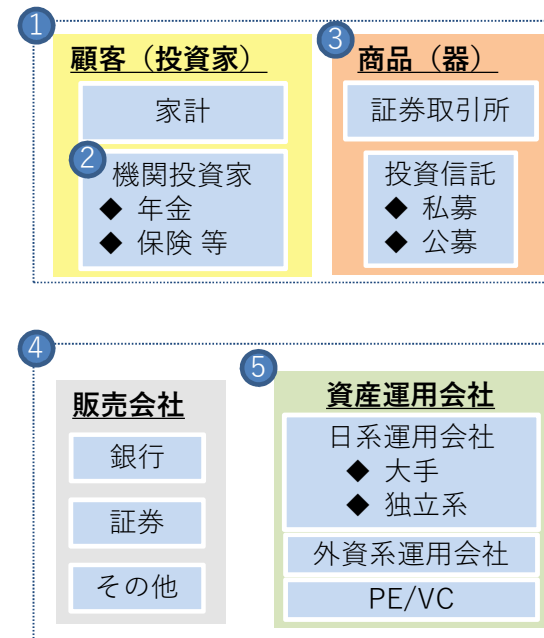 1
顧客（投資家）
家計
2
機関投資家
◆ 年金
◆ 保険 等
3
商品（器）
証券取引所
投資信託
◆ 私募
◆ 公募
4
販売会社
銀行
証券
その他
5
資産運用会社
日系運用会社
◆ 大手
◆ 独立系
外資系運用会社
PE/VC